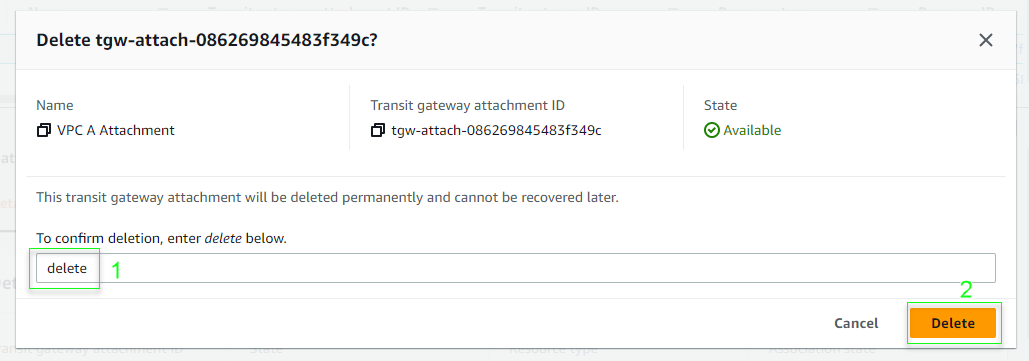 Delete tgw-attach-086269845483f349c?
Name
VPC A Attachment
Transit gateway attachment ID
tgw-attach-086269845483f349c
State
Available
This transit gateway attachment will be deleted permanently and cannot be recovered later.
To confirm deletion, enter delete below.
delete 1
2
Cancel Delete